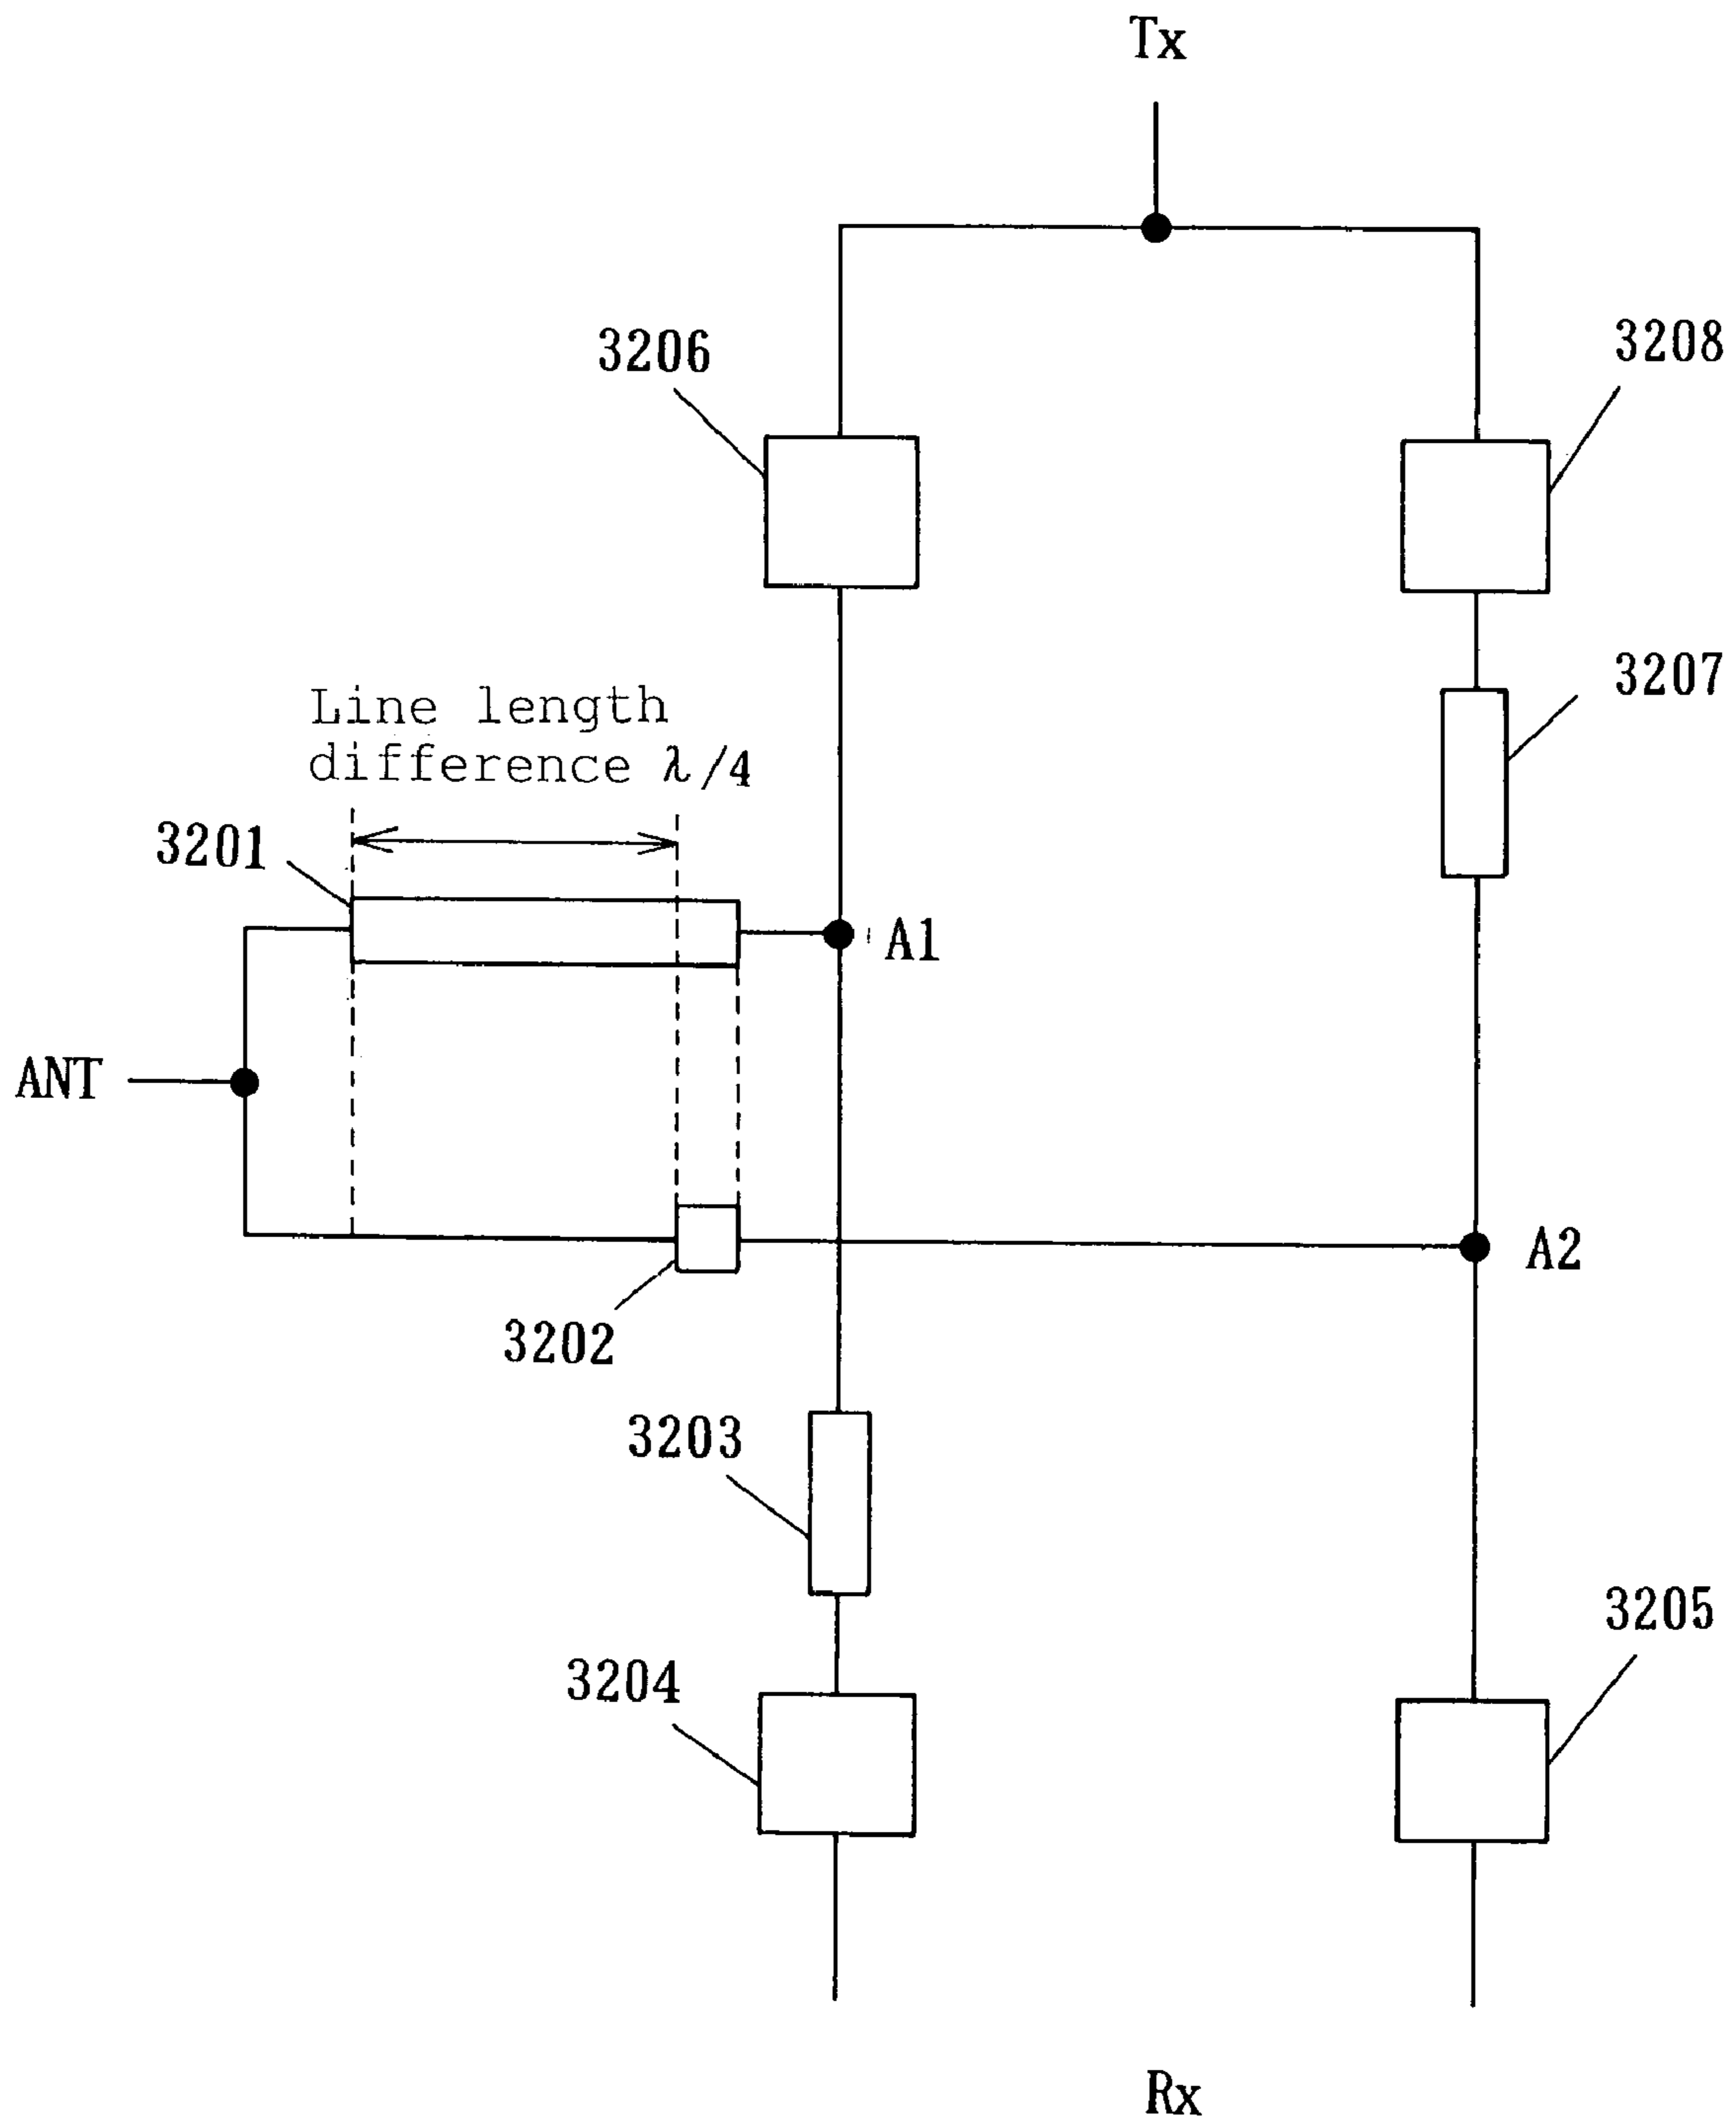 Tx
3206
3208
3207
Line length
difference λ/4
3201
A1
ANT
A2
3202
3203
3205
3204
Rx